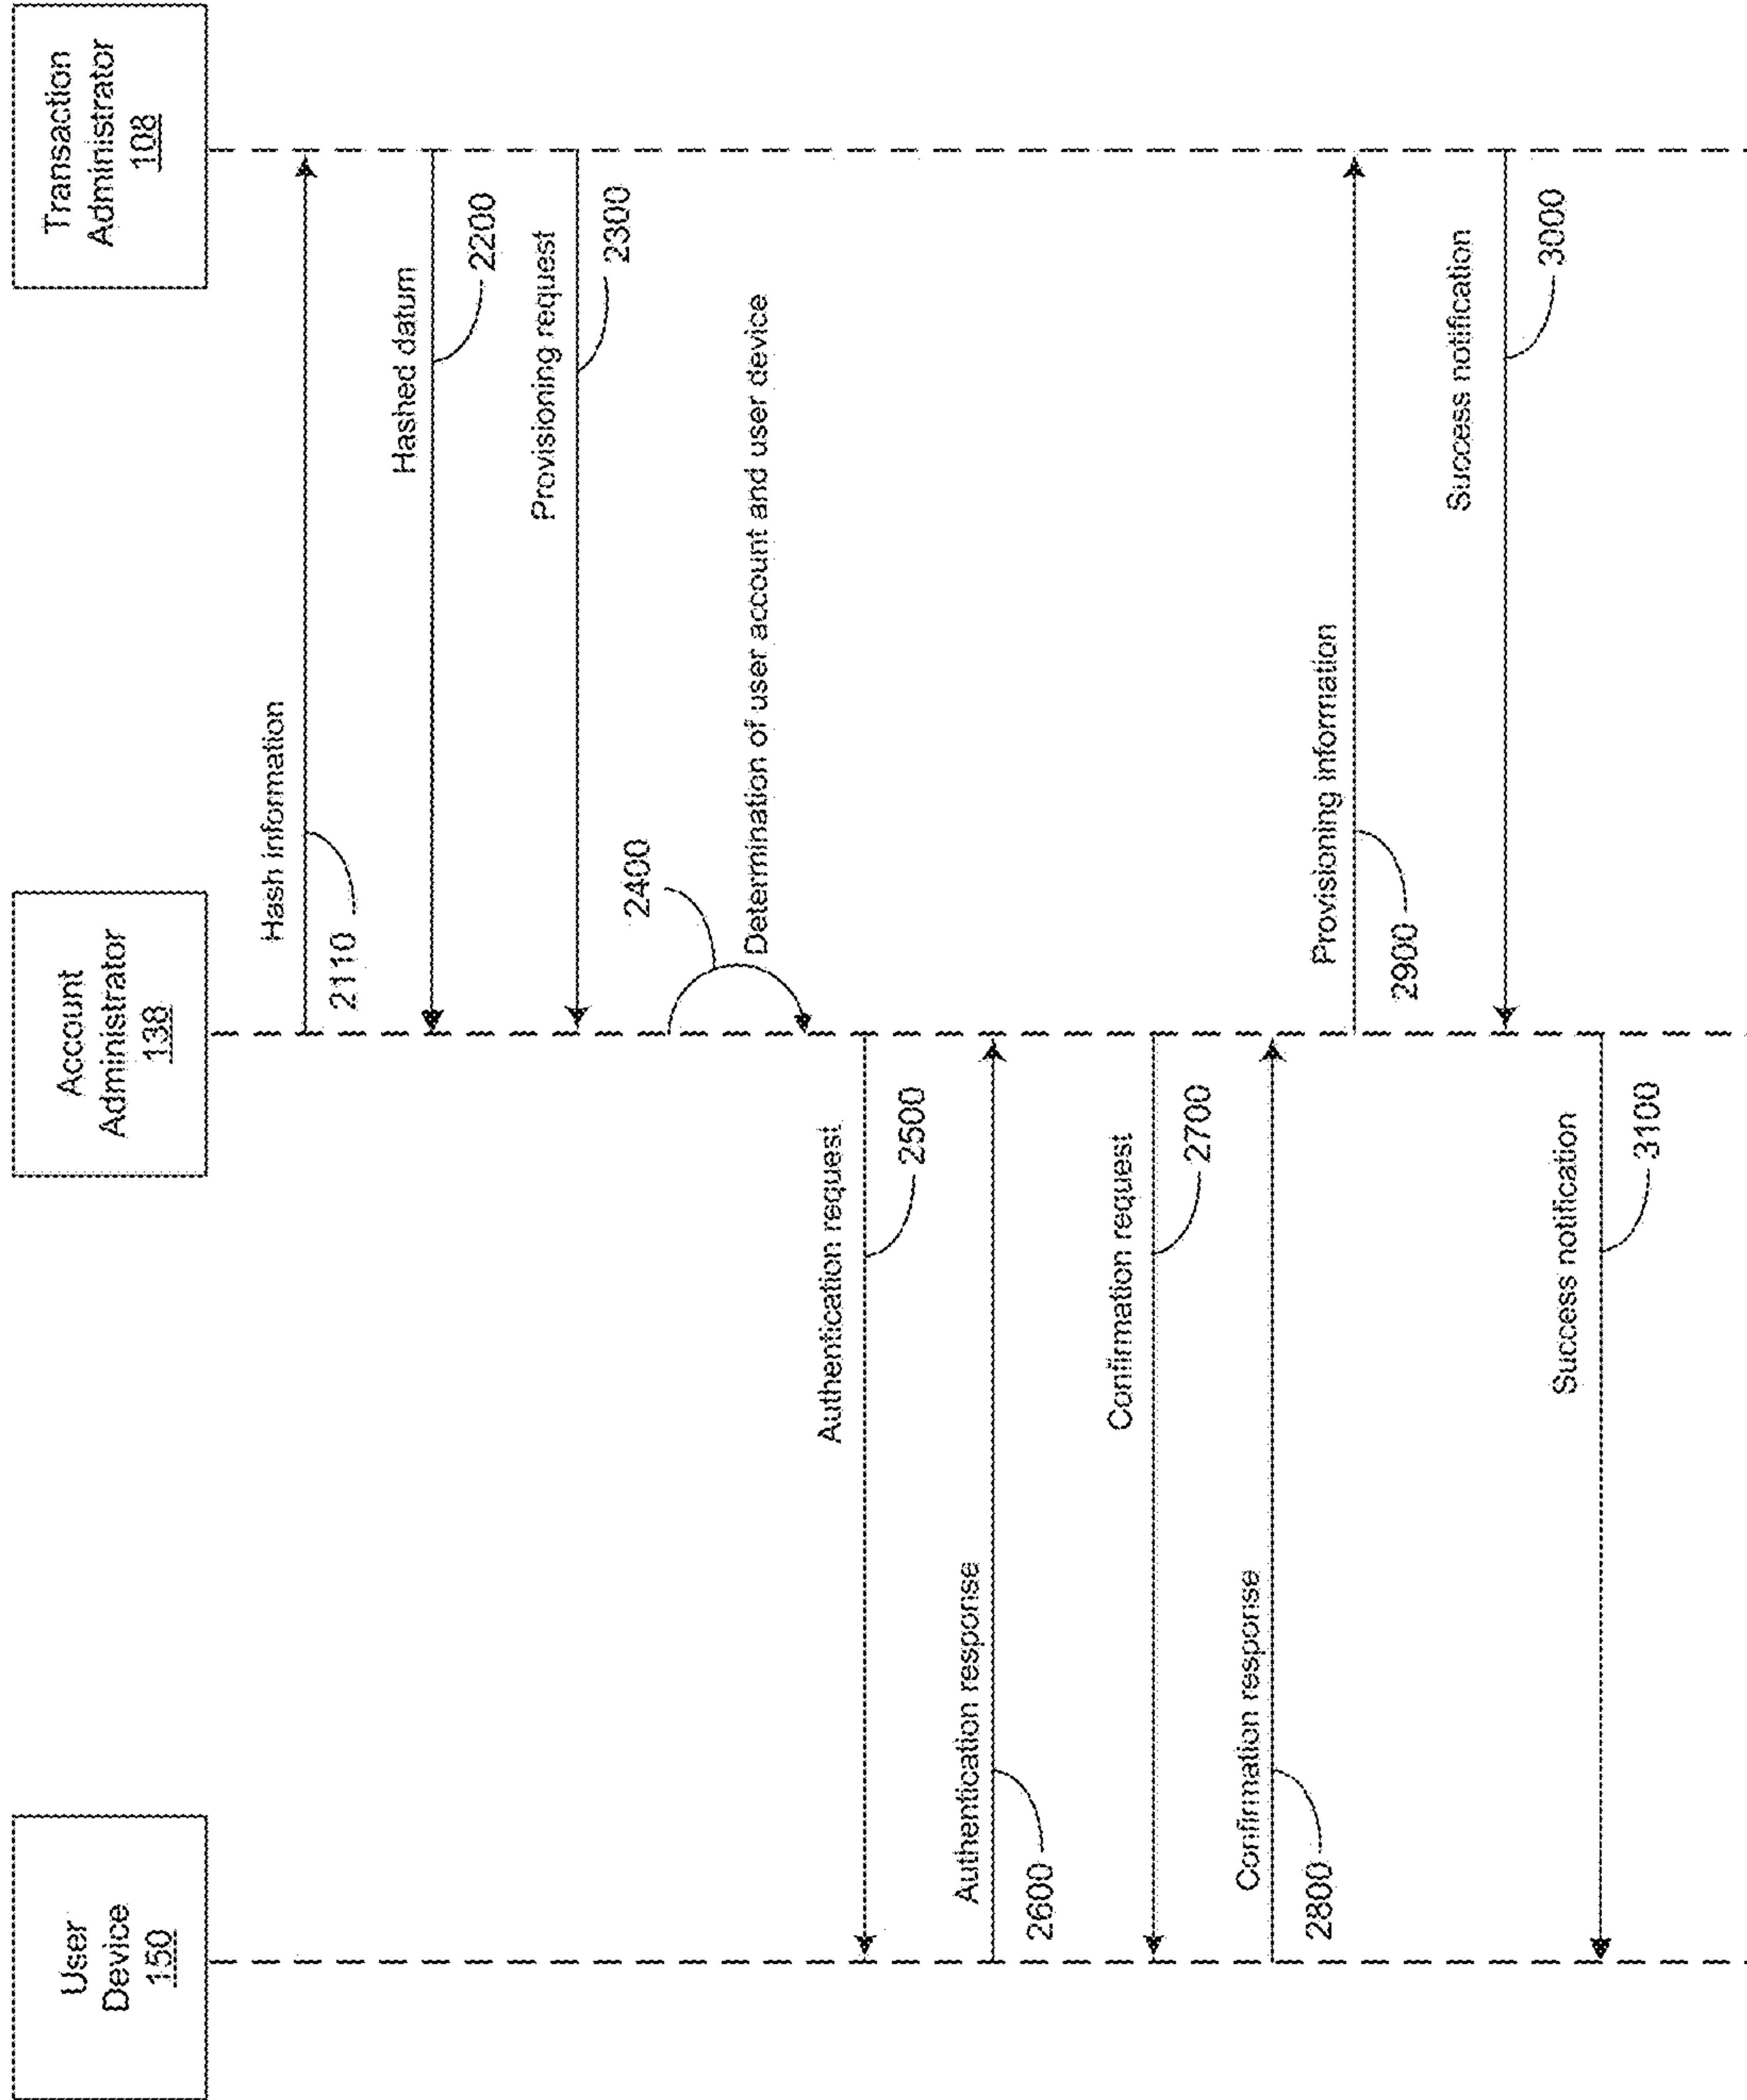 User
Device
150
Account
Administrator
138
Transaction
Administrator
108
Hash information
2110
Hashed datum
2200
Provisioning request
2300
2400
Determination of user account and user device
Authentication request
2500
Authentication response
2600
Confirmation request
2700
Confirmation response
2800
Provisioning information
2900
Success notification
3000
Success notification
3100